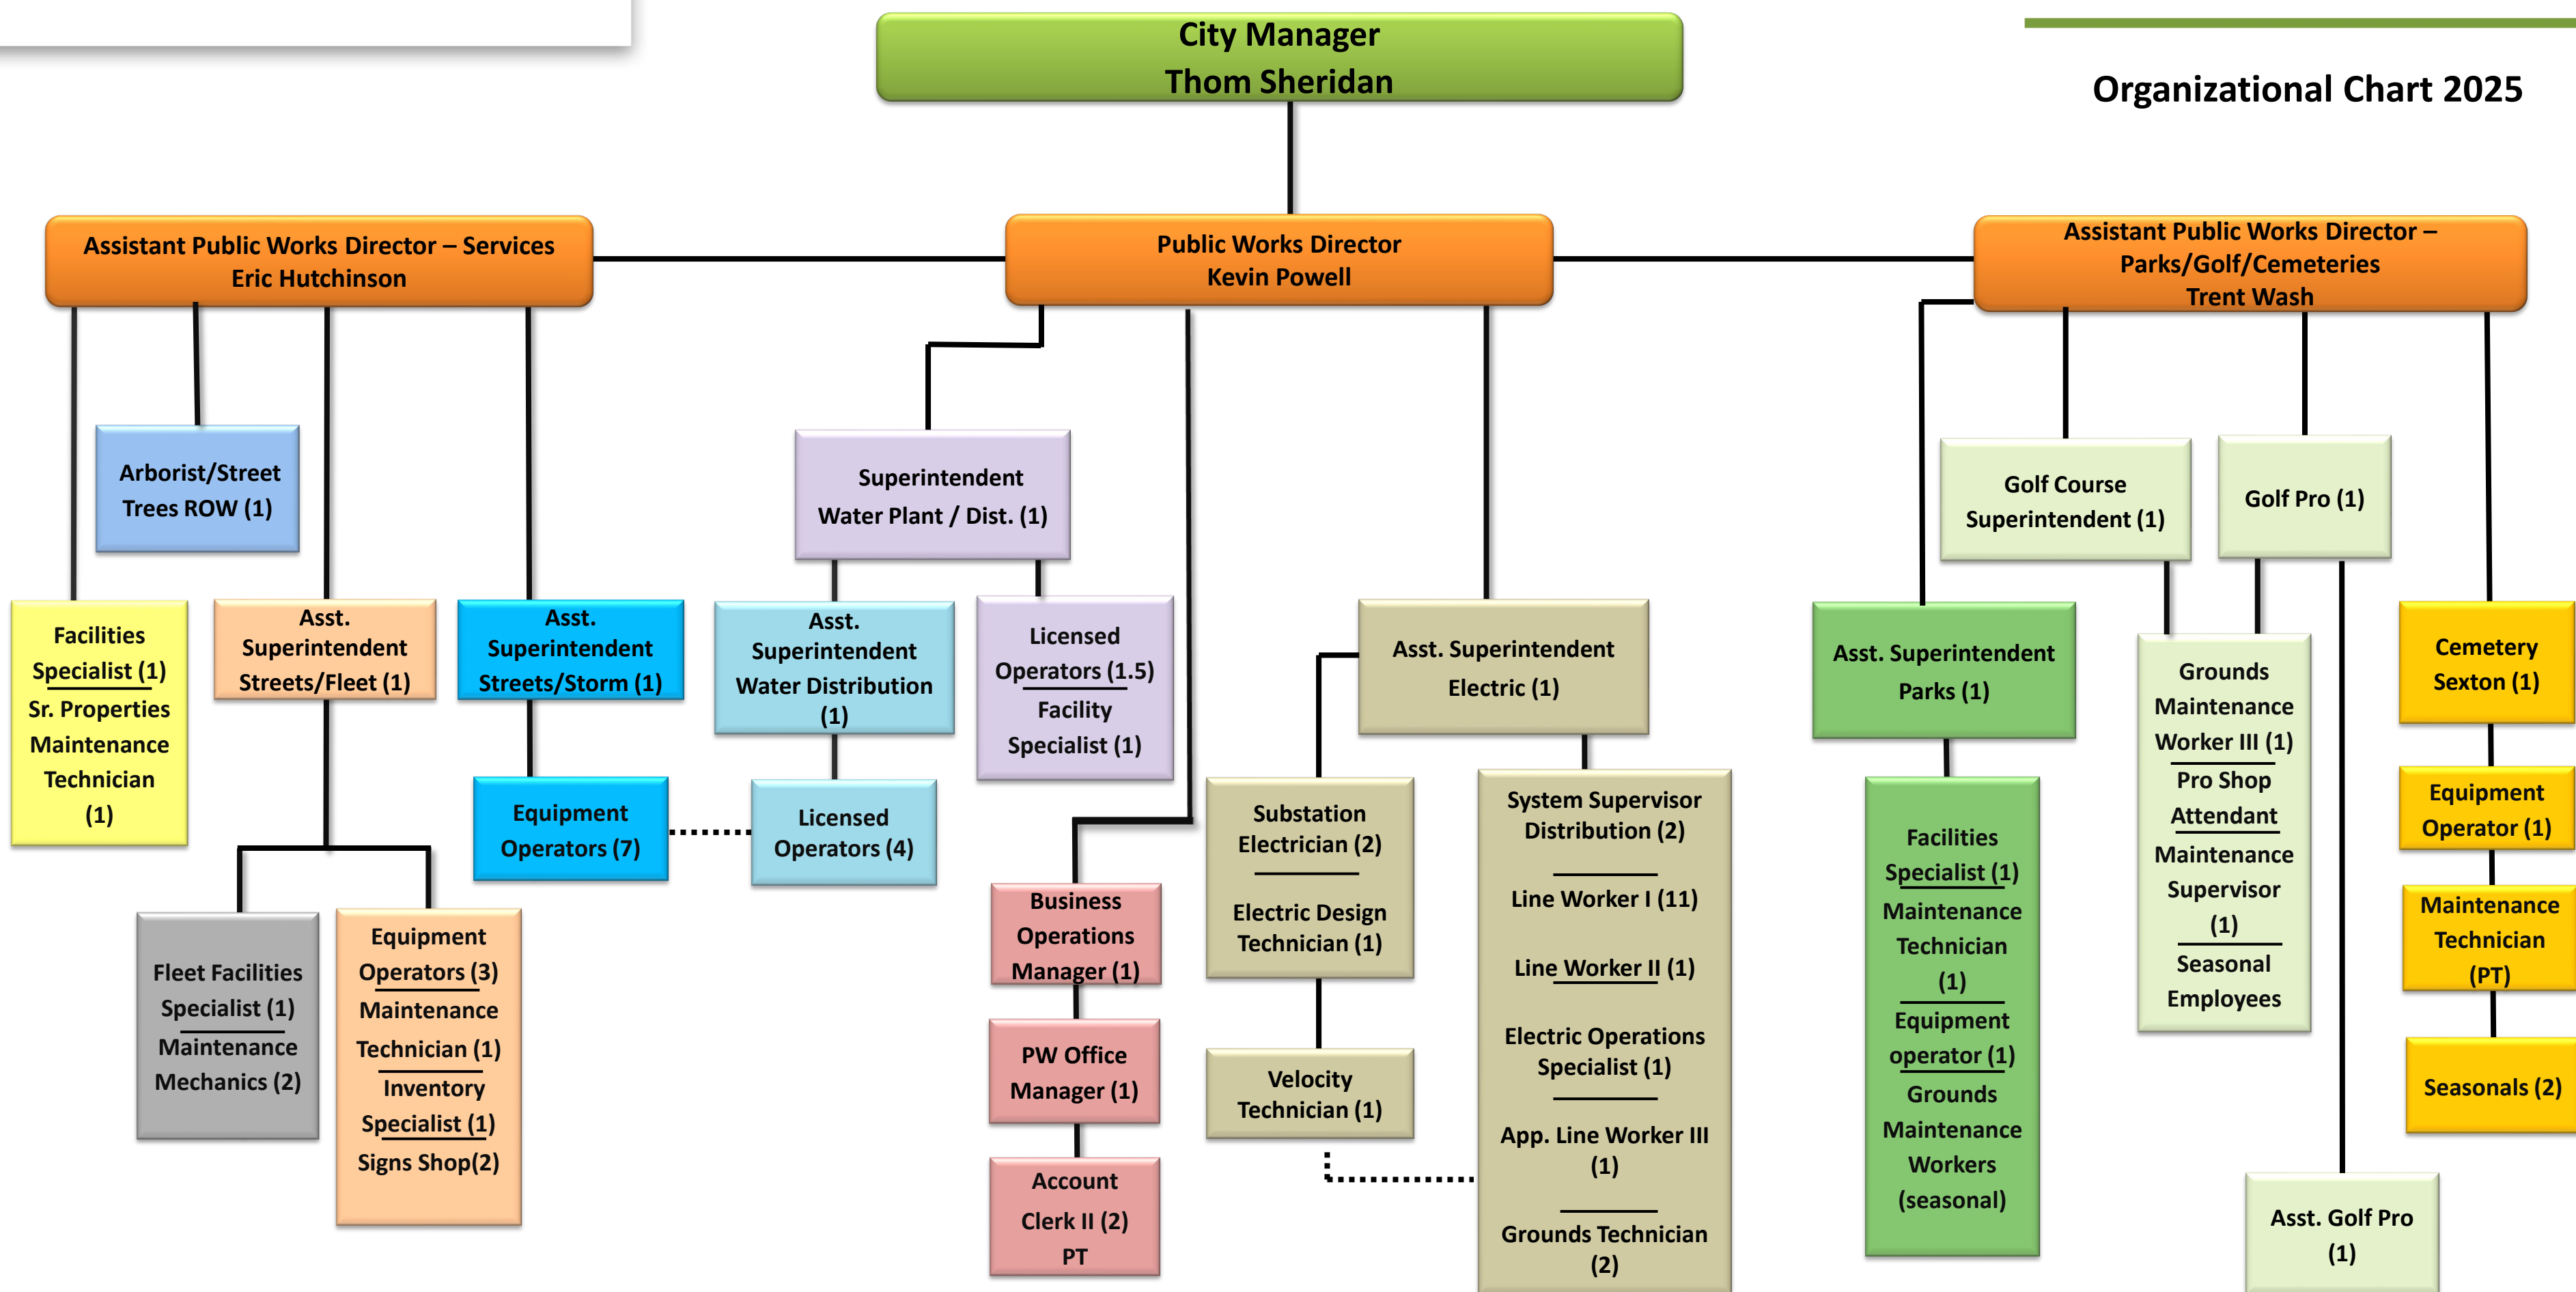 City Manager
Thom Sheridan
Organizational Chart 2025
Assistant Public Works Director – Services
Eric Hutchinson
Public Works Director
Kevin Powell
Assistant Public Works Director –
Parks/Golf/Cemeteries
Trent Wash
Arborist/Street
Trees ROW (1)
Superintendent
Water Plant / Dist. (1)
Golf Course
Superintendent (1)
Golf Pro (1)
Facilities
Specialist (1)
Sr. Properties
Maintenance
Technician
(1)
Asst.
Superintendent
Streets/Fleet (1)
Asst.
Superintendent
Streets/Storm (1)
Asst.
Superintendent
Water Distribution
(1)
Licensed
Operators (1.5)
Facility
Specialist (1)
Asst. Superintendent
Electric (1)
Asst. Superintendent
Parks (1)
Grounds
Maintenance
Worker III (1)
Pro Shop
Attendant
Maintenance
Supervisor
(1)
Seasonal
Employees
Cemetery
Sexton (1)
Equipment
Operators (7)
Licensed
Operators (4)
Substation
Electrician (2)
Electric Design
Technician (1)
System Supervisor
Distribution (2)
Line Worker I (11)
Line Worker II (1)
Electric Operations
Specialist (1)
App. Line Worker III
(1)
Grounds Technician
(2)
Facilities
Specialist (1)
Maintenance
Technician
(1)
Equipment
operator (1)
Grounds
Maintenance
Workers
(seasonal)
Equipment
Operator (1)
Fleet Facilities
Specialist (1)
Maintenance
Mechanics (2)
Equipment
Operators (3)
Maintenance
Technician (1)
Inventory
Specialist (1)
Signs Shop(2)
Business
Operations
Manager (1)
Maintenance
Technician
(PT)
PW Office
Manager (1)
Velocity
Technician (1)
Seasonals (2)
Account
Clerk II (2)
PT
Asst. Golf Pro
(1)